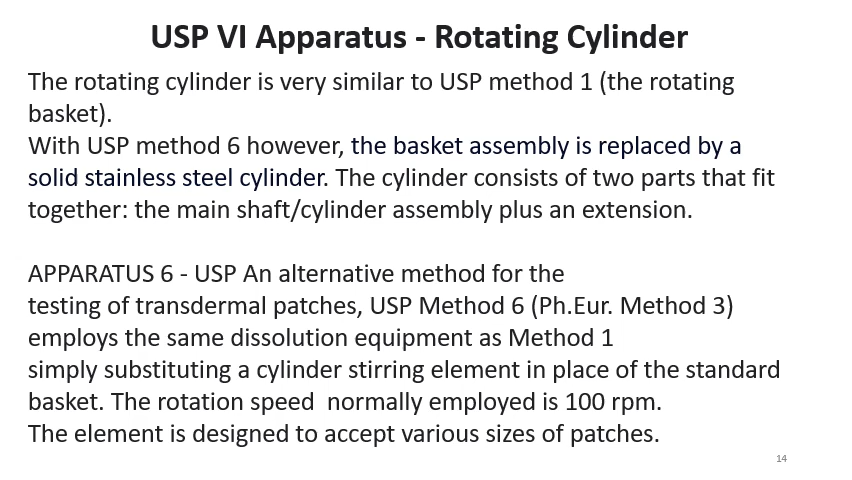 USP VI Apparatus - Rotating Cylinder
The rotating cylinder is very similar to USP method 1 (the rotating
basket).
With USP method 6 however, the basket assembly is replaced by a
solid stainless steel cylinder. The cylinder consists of two parts that fit
together: the main shaft/cylinder assembly plus an extension.
APPARATUS 6 - USP An alternative method for the
testing of transdermal patches, USP Method 6 (Ph.Eur. Method 3)
employs the same dissolution equipment as Method 1
simply substituting a cylinder stirring element in place of the standard
basket. The rotation speed  normally employed is 100 rpm.
The element is designed to accept various sizes of patches.
14